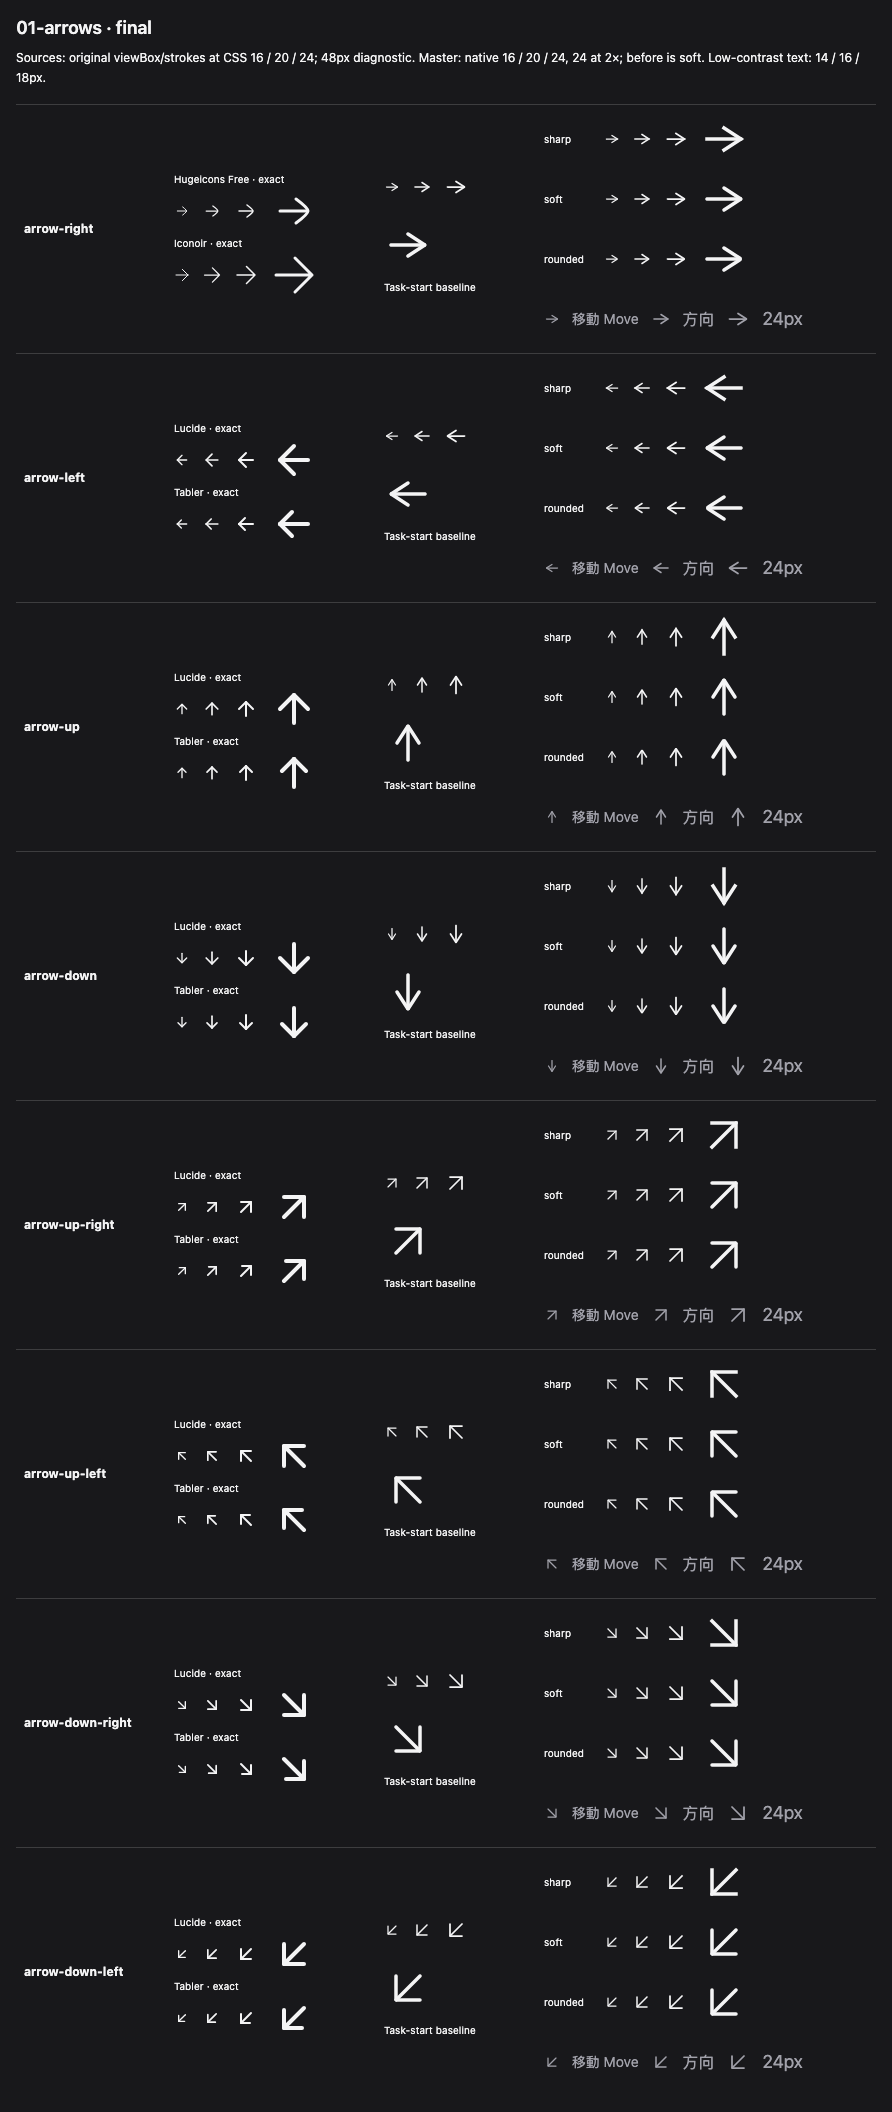 01-arrows · final
Sources: original viewBox/strokes at CSS 16 / 20 / 24; 48px diagnostic. Master: native 16 / 20 / 24, 24 at 2×; before is soft. Low-contrast text: 14 / 16 /
18px.
arrow-right
Hugeicons Free · exact
Iconoir · exact
Task-start baseline
sharp
soft
rounded
移動 Move 方向 24px
arrow-left
Lucide · exact
Tabler · exact
Task-start baseline
sharp
soft
rounded
移動 Move 方向 24px
arrow-up
Lucide · exact
Tabler · exact
Task-start baseline
sharp
soft
rounded
移動 Move 方向 24px
arrow-down
Lucide · exact
Tabler · exact
Task-start baseline
sharp
soft
rounded
移動 Move 方向 24px
arrow-up-right
Lucide · exact
Tabler · exact
Task-start baseline
sharp
soft
rounded
移動 Move 方向 24px
arrow-up-left
Lucide · exact
Tabler · exact
Task-start baseline
sharp
soft
rounded
移動 Move 方向 24px
arrow-down-right
Lucide · exact
Tabler · exact
Task-start baseline
sharp
soft
rounded
移動 Move 方向 24px
arrow-down-left
Lucide · exact
Tabler · exact
Task-start baseline
sharp
soft
rounded
移動 Move 方向 24px